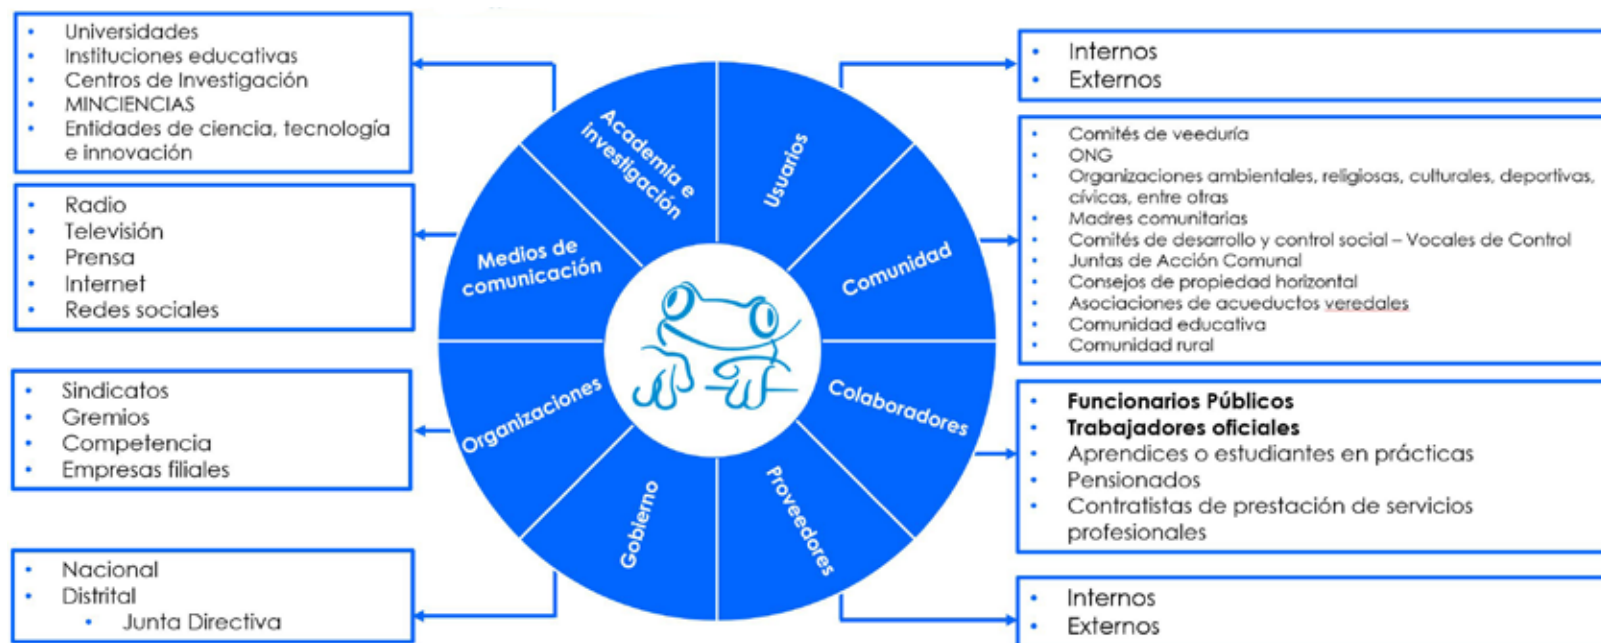 Universidades
Instituciones educativas
Centros de Investigación
MINCIENCIAS
Entidades de ciencia, tecnología
e innovación
Radio
Televisión
Prensa
Internet
Redes sociales
Sindicatos
Gremios
Competencia
Empresas filiales
Nacional
Distrital
Junta Directiva
Academia e
investigación
Usuarios
Medios de
comunicación
Comunidad
Organizaciones
Colaboradores
Gobierno
Proveedores
Internos
Externos
Comités de veeduría
ONG
Organizaciones ambientales, religiosas, culturales, deportivas,
cívicas, entre otras
Madres comunitarias
Comités de desarrollo y control social – Vocales de Control
Juntas de Acción Comunal
Consejos de propiedad horizontal
Asociaciones de acueductos veredales
Comunidad educativa
Comunidad rural
Funcionarios Públicos
Trabajadores oficiales
Aprendices o estudiantes en prácticas
Pensionados
Contratistas de prestación de servicios
profesionales
Internos
Externos